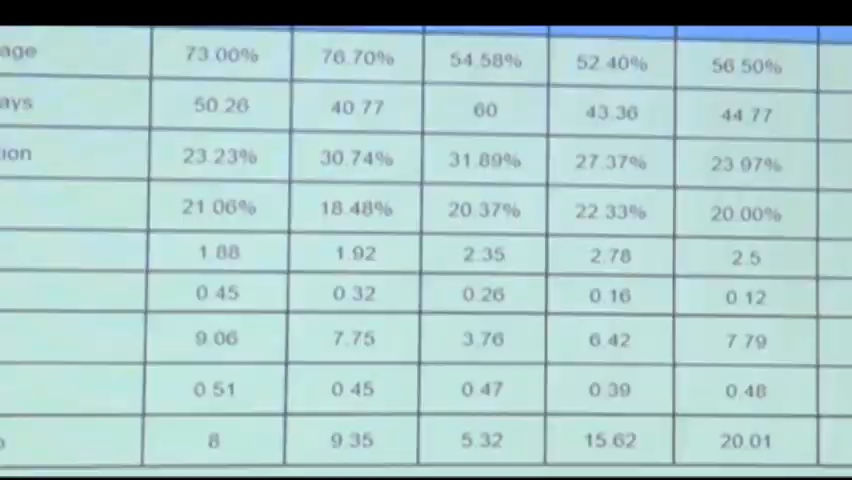 age 73.00% 76.70% 54.58% 52.40% 56.50%
ays 50.26 40.77 60 43.36 44.77
tion 23.23% 30.74% 31.89% 27.37% 23.97%
21.06% 18.48% 20.37% 22.33% 20.00%
1.88 1.92 2.35 2.78 2.5
0.45 0.32 0.26 0.16 0.12
9.06 7.75 3.76 6.42 7.79
0.51 0.45 0.47 0.39 0.48
8 9.35 5.32 15.62 20.01